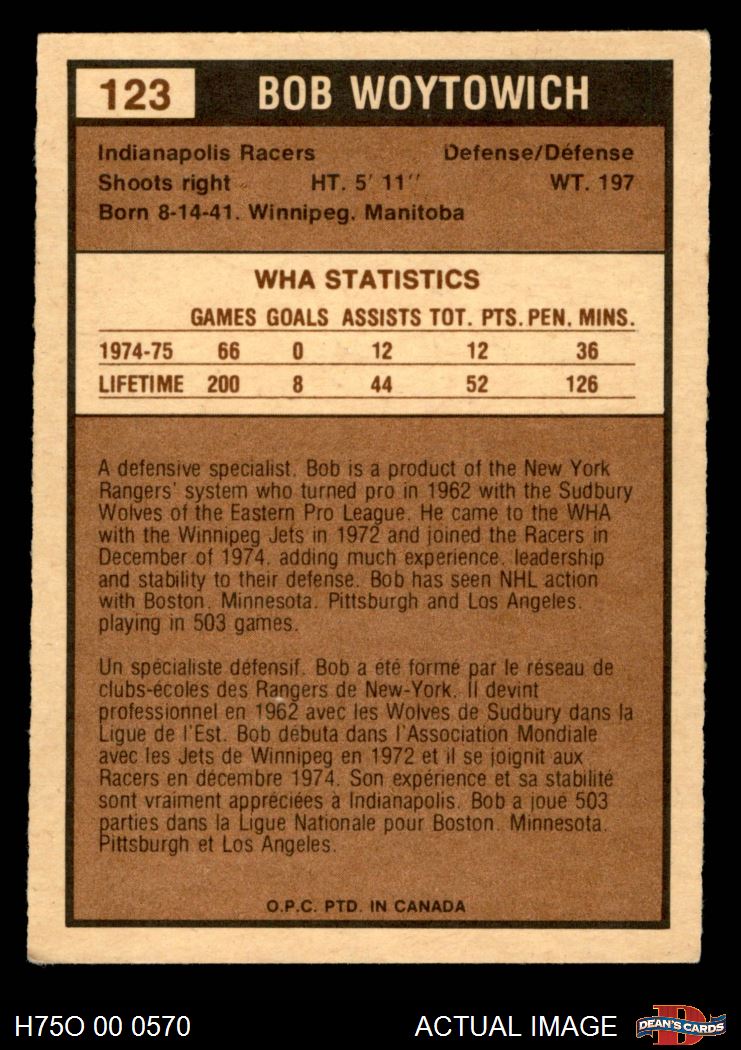 123 BOB WOYTOWICH
Indianapolis Racers Defense/Défense
Shoots right HT. 5' 11'' WT. 197
Born 8-14-41. Winnipeg. Manitoba
WHA STATISTICS
GAMES GOALS ASSISTS TOT. PTS. PEN. MINS.
1974-75 66 0 12 12 36
LIFETIME 200 8 44 52 126
A defensive specialist. Bob is a product of the New York
Rangers' system who turned pro in 1962 with the Sudbury
Wolves of the Eastern Pro League. He came to the WHA
with the Winnipeg Jets in 1972 and joined the Racers in
December of 1974. adding much experience. leadership
and stability to their defense. Bob has seen NHL action
with Boston. Minnesota. Pittsburgh and Los Angeles.
playing in 503 games.
Un spécialiste défensif. Bob a été formé par le réseau de
clubs-écoles des Rangers de New-York. Il devint
professionnel en 1962 avec les Wolves de Sudbury dans la
Ligue de l'Est. Bob débuta dans l'Association Mondiale
avec les Jets de Winnipeg en 1972 et il se joignit aux
Racers en décembre 1974. Son expérience et sa stabilité
sont vraiment appréciées à Indianapolis. Bob a joué 503
parties dans la Ligue Nationale pour Boston. Minnesota.
Pittsburgh et Los Angeles.
O.P.C. PTD. IN CANADA
H75O 00 0570 ACTUAL IMAGE D DEAN'S CARDS